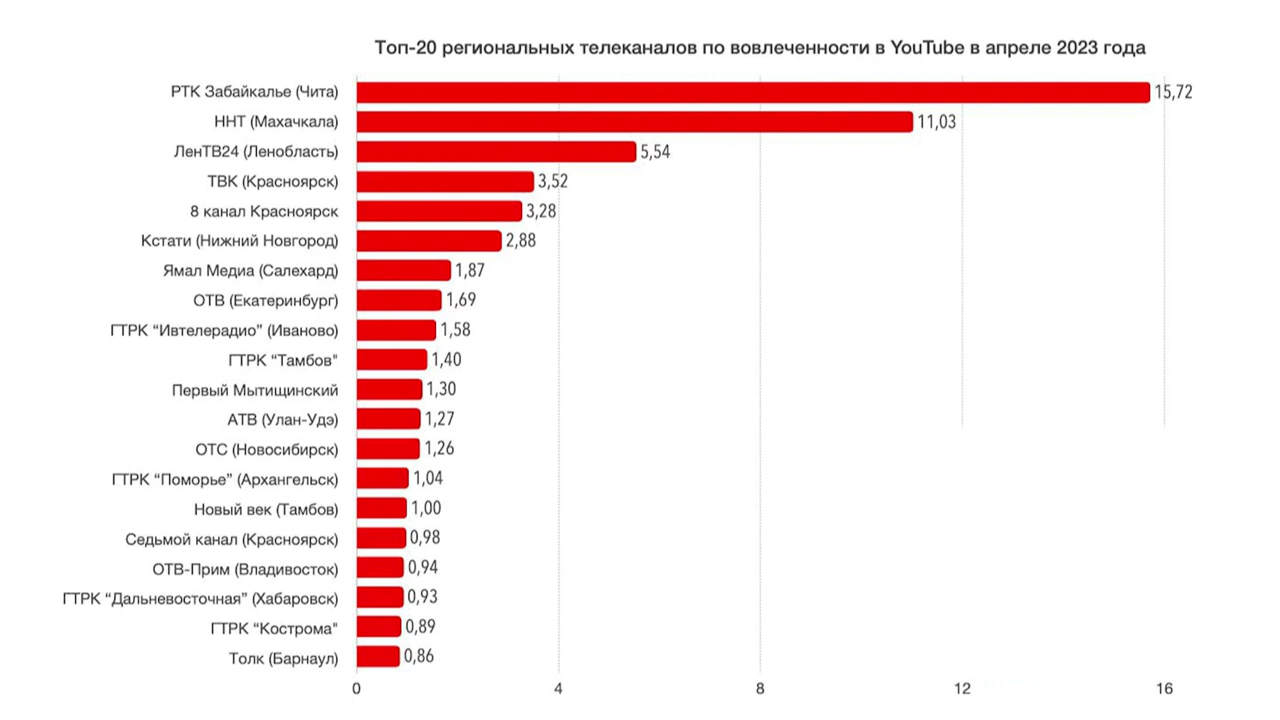 Топ-20 региональных телеканалов по вовлеченности в YouTube в апреле 2023 года
РТК Забайкалье (Чита) 15,72
ННТ (Махачкала) 11,03
ЛенТВ24 (Ленобласть) 5,54
ТВК (Красноярск) 3,52
8 канал Красноярск 3,28
Кстати (Нижний Новгород) 2,88
Ямал Медиа (Салехард) 1,87
ОТВ (Екатеринбург) 1,69
ГТРК “Ивтелерадио” (Иваново) 1,58
ГТРК “Тамбов" 1,40
Первый Мытищинский 1,30
АТВ (Улан-Удэ) 1,27
ОТС (Новосибирск) 1,26
ГТРК “Поморье” (Архангельск) 1,04
Новый век (Тамбов) 1,00
Седьмой канал (Красноярск) 0,98
ОТВ-Прим (Владивосток) 0,94
ГТРК “Дальневосточная” (Хабаровск) 0,93
ГТРК “Кострома" 0,89
Толк (Барнаул) 0,86
0 4 8 12 16